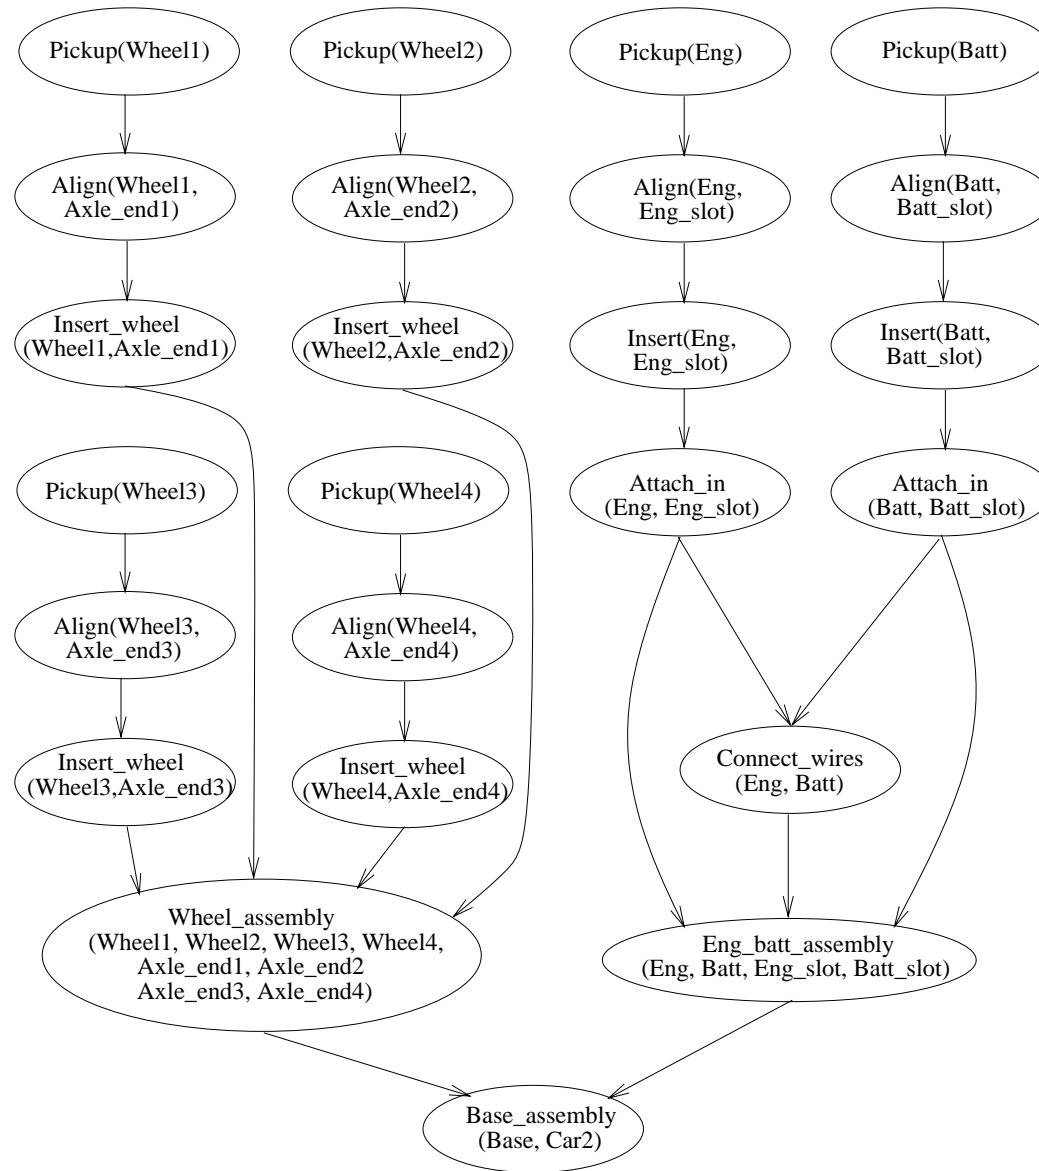 Pickup(Wheel1)
Pickup(Wheel2)
Pickup(Eng)
Pickup(Batt)
Align(Wheel1,
Axle_end1)
Align(Wheel2,
Axle_end2)
Align(Eng,
Eng_slot)
Align(Batt,
Batt_slot)
Insert_wheel
(Wheel1,Axle_end1)
Insert_wheel
(Wheel2,Axle_end2)
Insert(Eng,
Eng_slot)
Insert(Batt,
Batt_slot)
Pickup(Wheel3)
Pickup(Wheel4)
Attach_in
(Eng, Eng_slot)
Attach_in
(Batt, Batt_slot)
Align(Wheel3,
Axle_end3)
Align(Wheel4,
Axle_end4)
Insert_wheel
(Wheel3,Axle_end3)
Insert_wheel
(Wheel4,Axle_end4)
Connect_wires
(Eng, Batt)
Wheel_assembly
(Wheel1, Wheel2, Wheel3, Wheel4,
Axle_end1, Axle_end2
Axle_end3, Axle_end4)
Eng_batt_assembly
(Eng, Batt, Eng_slot, Batt_slot)
Base_assembly
(Base, Car2)